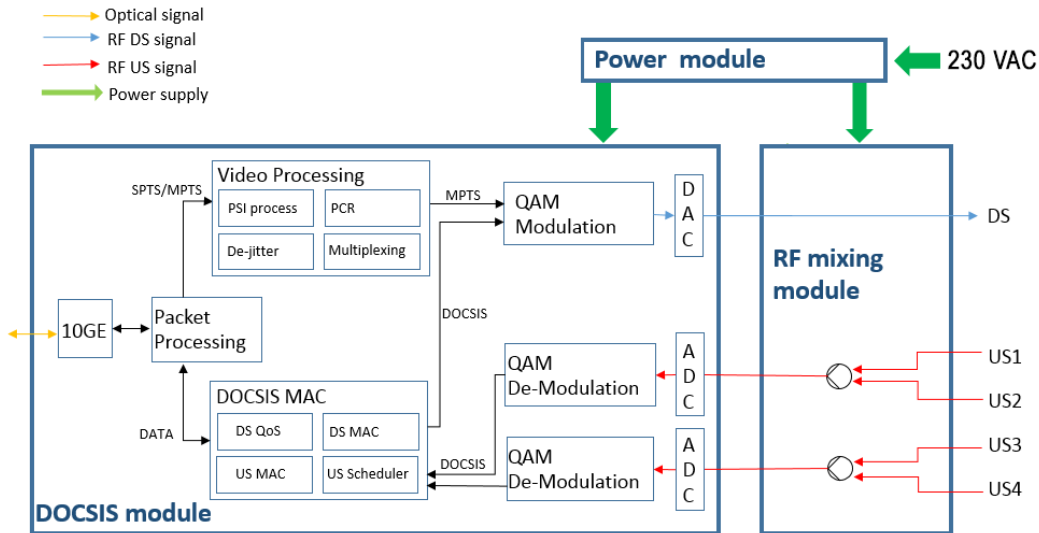 Optical signal
RF DS signal
RF US signal
Power supply
Power module
230 VAC
Video Processing
SPTS/MPTS
PSI process
PCR
De-jitter
Multiplexing
MPTS
QAM
Modulation
D
A
C
DS
RF mixing
module
10GE
Packet
Processing
DOCSIS
QAM
De-Modulation
A
D
C
US1
US2
DOCSIS MAC
DS QoS
DS MAC
US MAC
US Scheduler
DATA
DOCSIS
QAM
De-Modulation
A
D
C
US3
US4
DOCSIS module